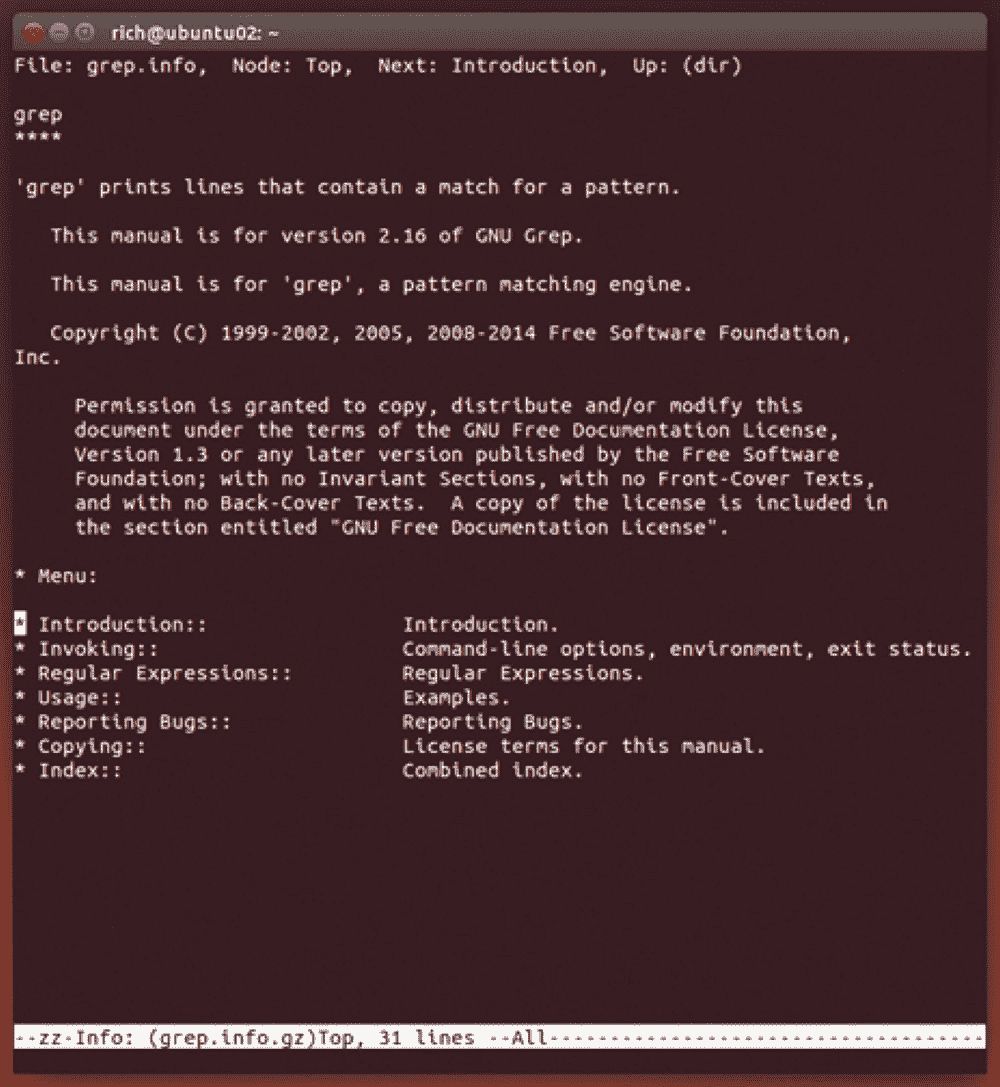 rich@ubuntu02: ~
File: grep.info,  Node: Top,  Next: Introduction,  Up: (dir)
grep
****
'grep' prints lines that contain a match for a pattern.
This manual is for version 2.16 of GNU Grep.
This manual is for 'grep', a pattern matching engine.
Copyright (C) 1999-2002, 2005, 2008-2014 Free Software Foundation,
Inc.
Permission is granted to copy, distribute and/or modify this
document under the terms of the GNU Free Documentation License,
Version 1.3 or any later version published by the Free Software
Foundation; with no Invariant Sections, with no Front-Cover Texts,
and with no Back-Cover Texts.  A copy of the license is included in
the section entitled "GNU Free Documentation License".
* Menu:
* Introduction::                Introduction.
* Invoking::                    Command-line options, environment, exit status.
* Regular Expressions::         Regular Expressions.
* Usage::                       Examples.
* Reporting Bugs::              Reporting Bugs.
* Copying::                     License terms for this manual.
* Index::                       Combined index.
--zz-Info: (grep.info.gz)Top, 31 lines --All------------------------------------